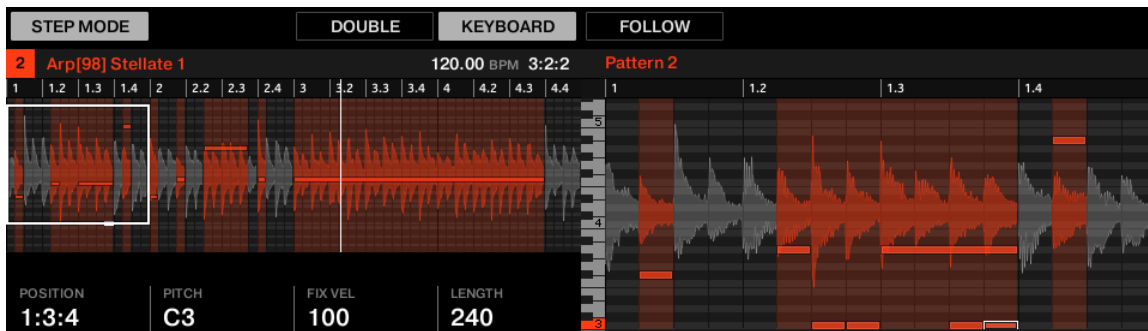 STEP MODE DOUBLE KEYBOARD FOLLOW
2 Arp[98] Stellate 1 120.00 BPM 3:2:2 Pattern 2
1 1.2 1.3 1.4 2 2.2 2.3 2.4 3 3.2 3.3 3.4 4 4.2 4.3 4.4 1 1.2 1.3 1.4
5
4
POSITION PITCH FIX VEL LENGTH
1:3:4 C3 100 240
3